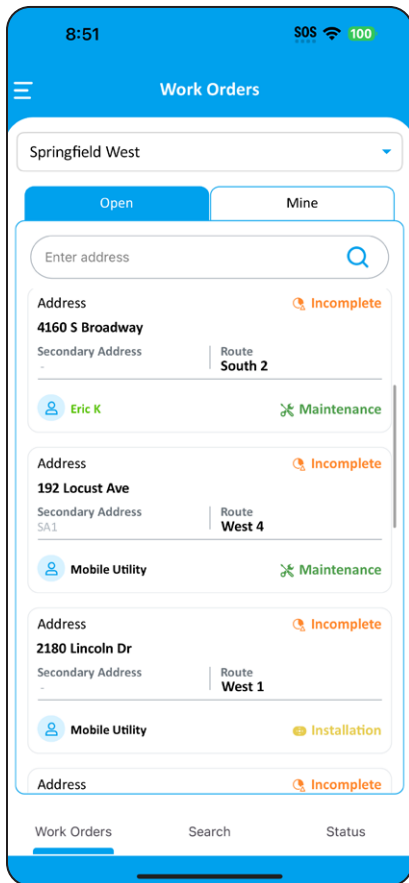 8:51 SOS 100
Work Orders
Springfield West
Open Mine
Enter address
Address Incomplete
4160 S Broadway
Secondary Address Route
- South 2
Eric K Maintenance
Address Incomplete
192 Locust Ave
Secondary Address Route
SA1 West 4
Mobile Utility Maintenance
Address Incomplete
2180 Lincoln Dr
Secondary Address Route
- West 1
Mobile Utility Installation
Address Incomplete
Work Orders Search Status